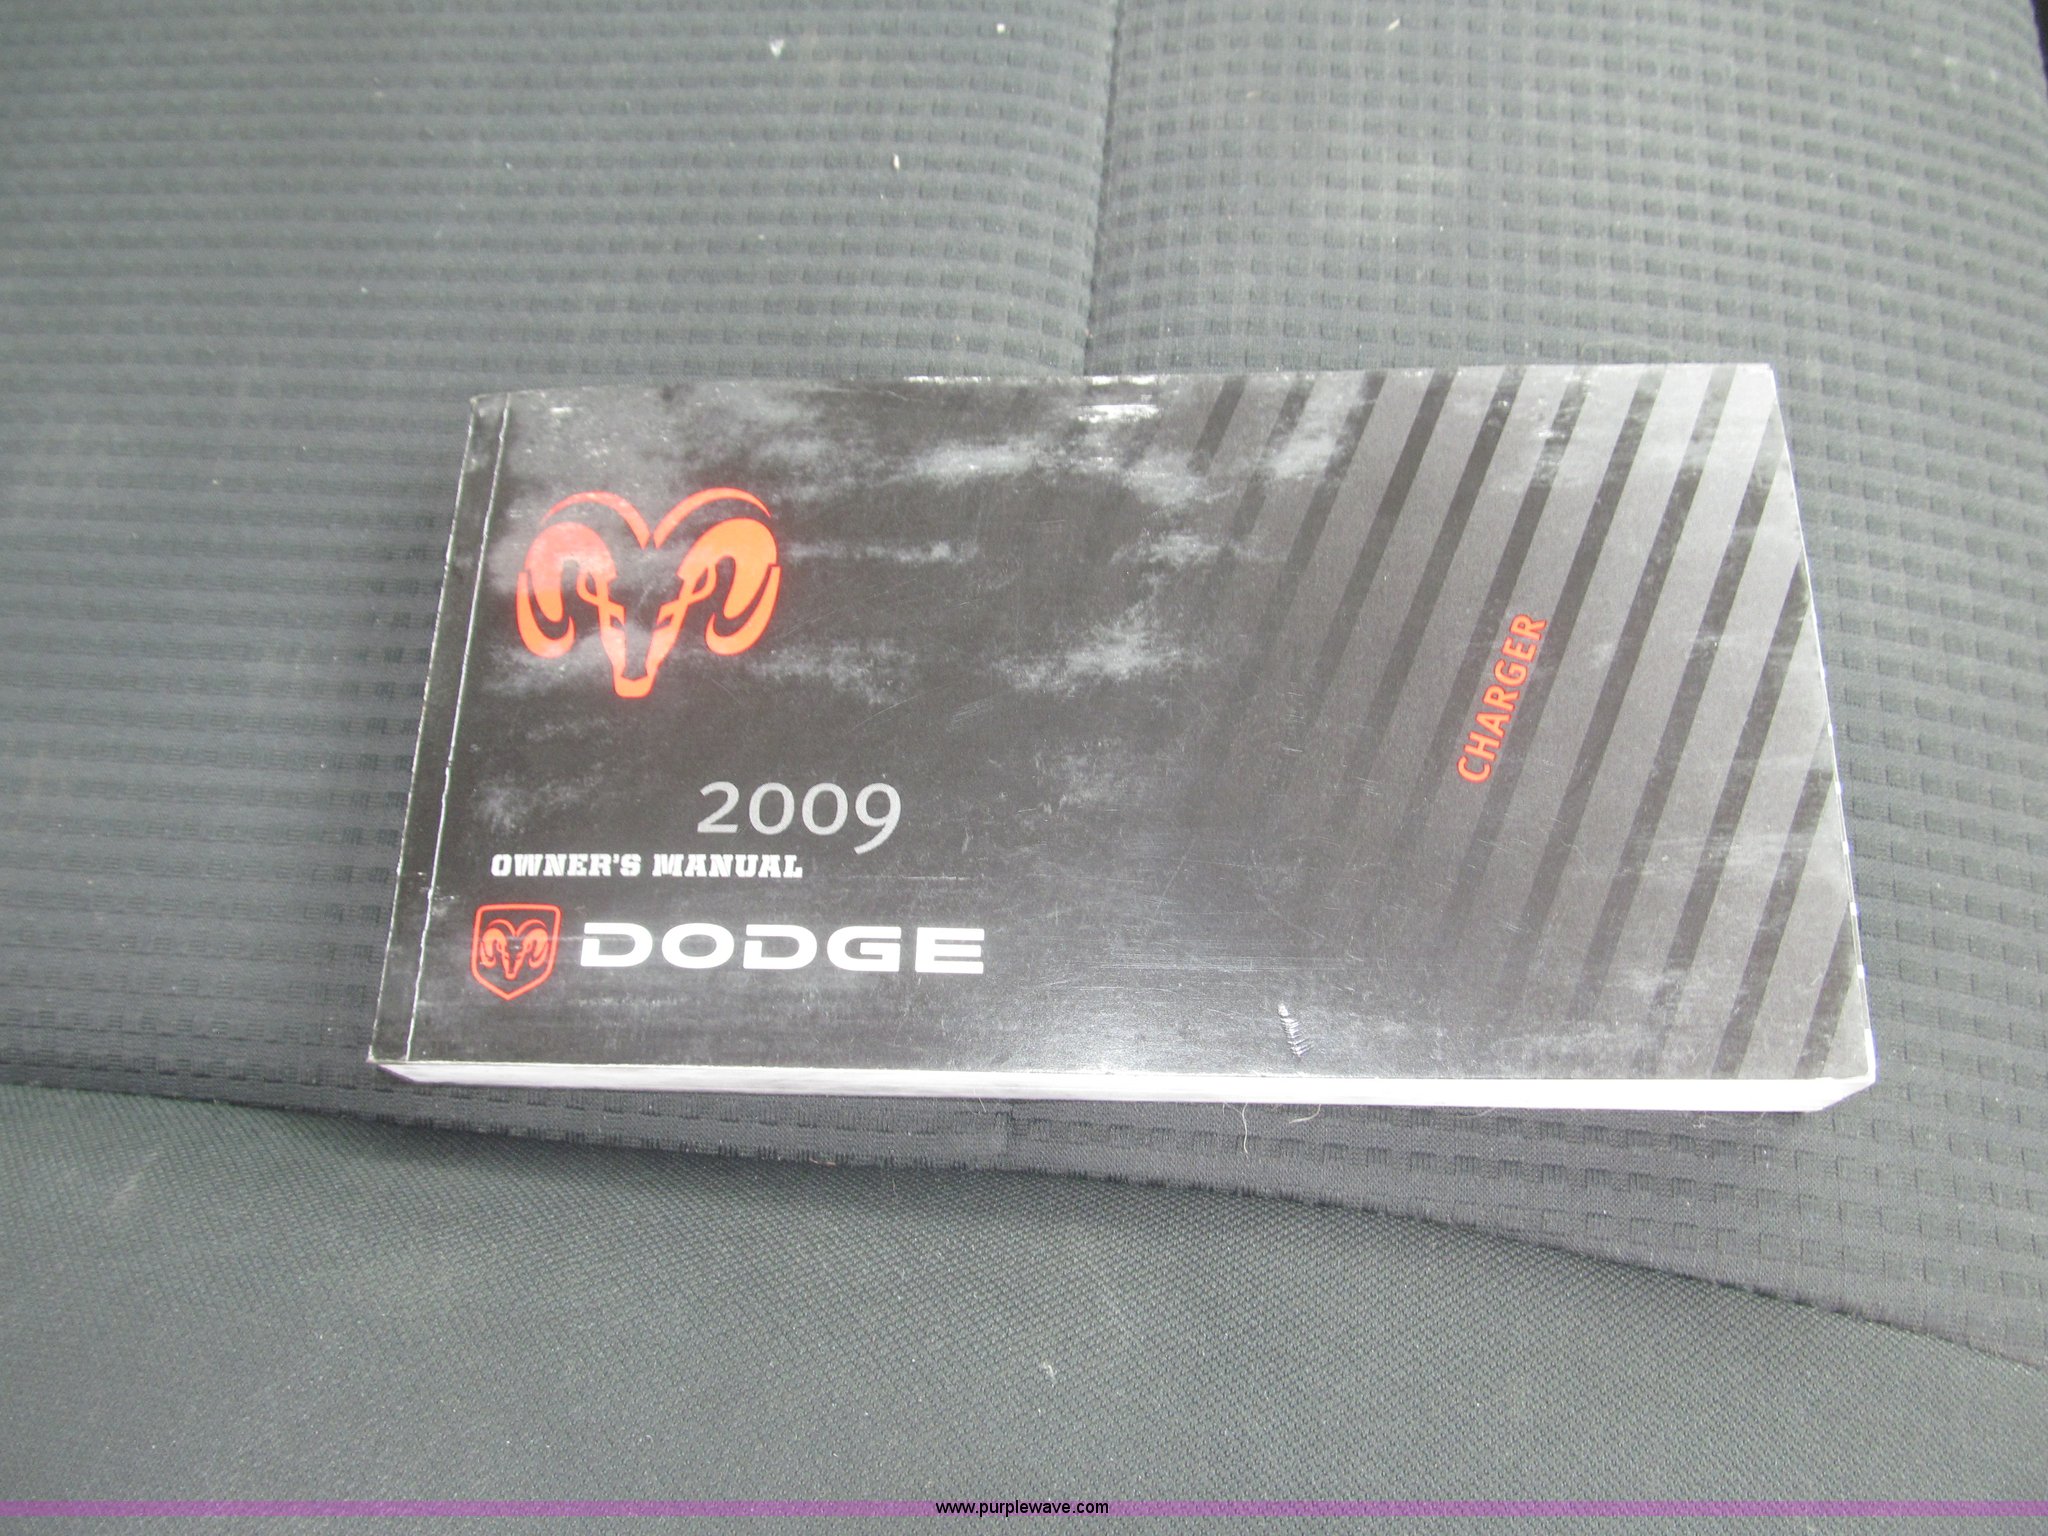 CHARGER
2009
OWNER'S MANUAL
DODGE
www.purplewave.com